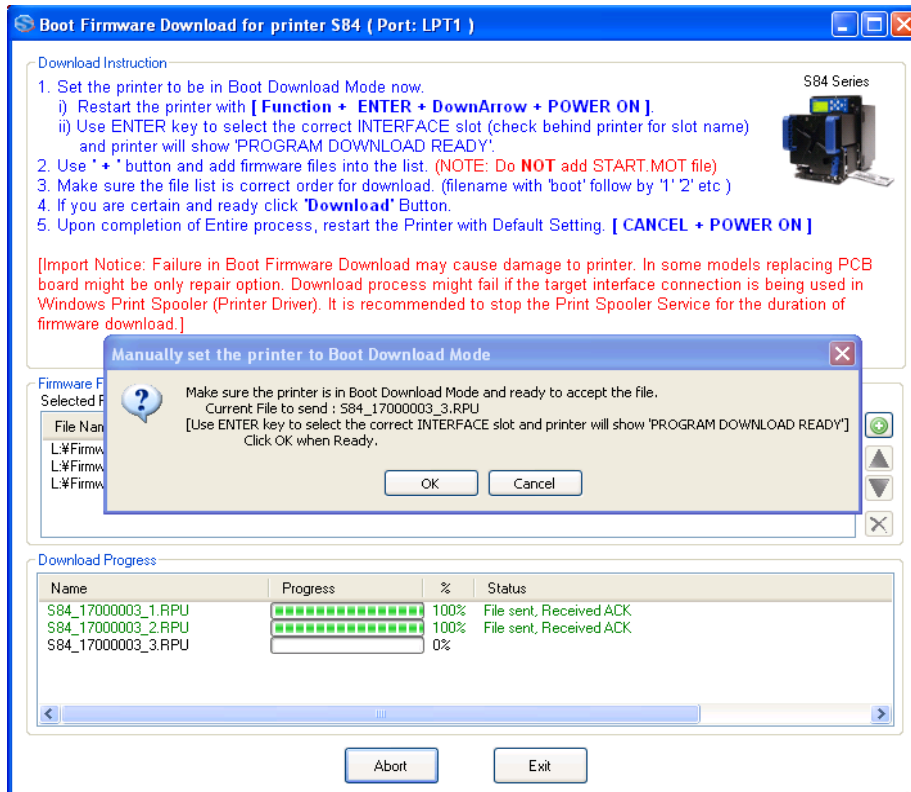 Boot Firmware Download for printer S84 ( Port: LPT1 )
Download Instruction
1. Set the printer to be in Boot Download Mode now.
i) Restart the printer with [ Function + ENTER + DownArrow + POWER ON ].
ii) Use ENTER key to select the correct INTERFACE slot (check behind printer for slot name)
and printer will show 'PROGRAM DOWNLOAD READY'.
2. Use ' + ' button and add firmware files into the list. (NOTE: Do NOT add START.MOT file)
3. Make sure the file list is correct order for download. (filename with 'boot' follow by '1' '2' etc )
4. If you are certain and ready click 'Download' Button.
5. Upon completion of Entire process, restart the Printer with Default Setting. [ CANCEL + POWER ON ]
S84 Series
[Import Notice: Failure in Boot Firmware Download may cause damage to printer. In some models replacing PCB
board might be only repair option. Download process might fail if the target interface connection is being used in
Windows Print Spooler (Printer Driver). It is recommended to stop the Print Spooler Service for the duration of
firmware download.]
Manually set the printer to Boot Download Mode
Make sure the printer is in Boot Download Mode and ready to accept the file.
Current File to send : S84_17000003_3.RPU
[Use ENTER key to select the correct INTERFACE slot and printer will show 'PROGRAM DOWNLOAD READY']
Click OK when Ready.
OK Cancel
Firmware F
Selected F
File Nam
L:¥Firmw
L:¥Firmw
L:¥Firmw
Download Progress
Name Progress % Status
S84_17000003_1.RPU 100% File sent, Received ACK
S84_17000003_2.RPU 100% File sent, Received ACK
S84_17000003_3.RPU 0%
Abort Exit